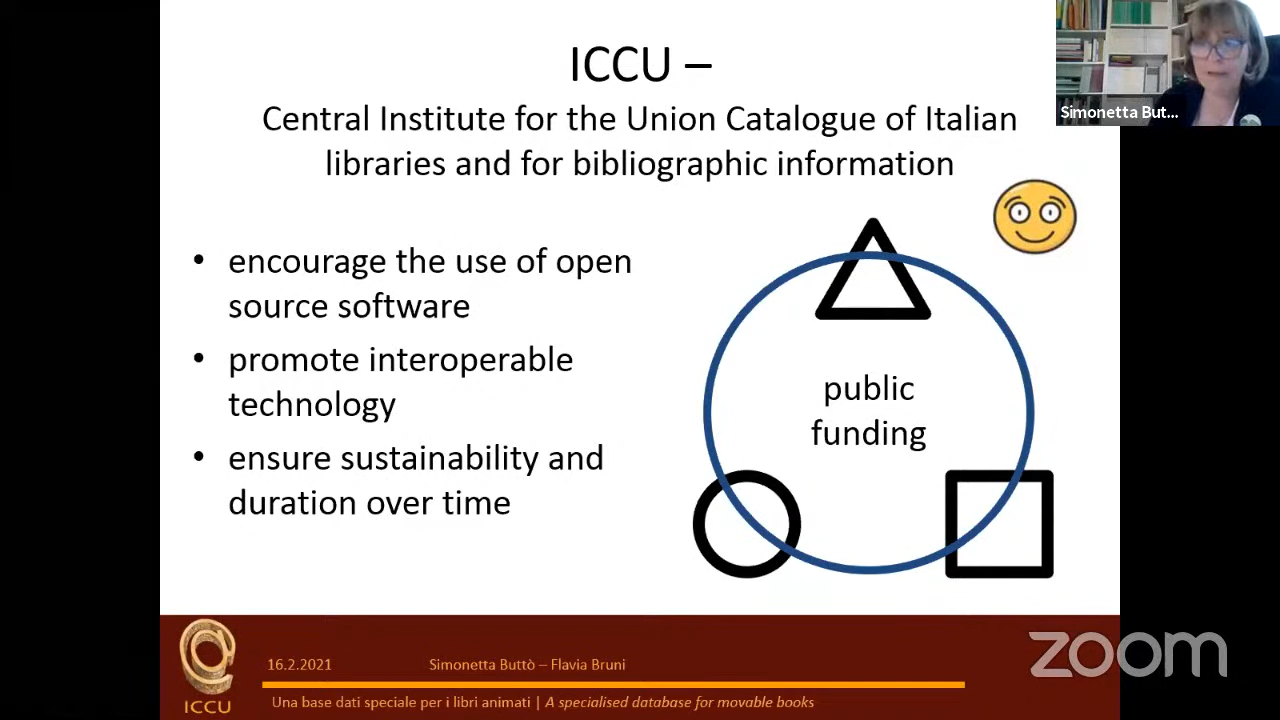 ICCU –
Central Institute for the Union Catalogue of Italian
libraries and for bibliographic information
Simonetta But...
• encourage the use of open
source software
• promote interoperable
technology
• ensure sustainability and
duration over time
public
funding
ICCU
16.2.2021 Simonetta Buttò – Flavia Bruni
Una base dati speciale per i libri animati | A specialised database for movable books
zoom